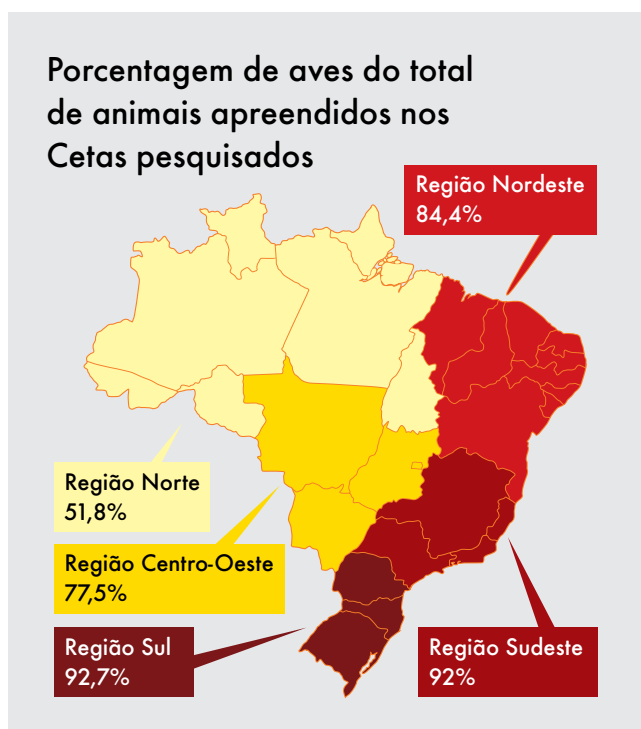 Porcentagem de aves do total
de animais apreendidos nos
Cetas pesquisados
Região Nordeste
84,4%
Região Norte
51,8%
Região Centro-Oeste
77,5%
Região Sul
92,7%
Região Sudeste
92%